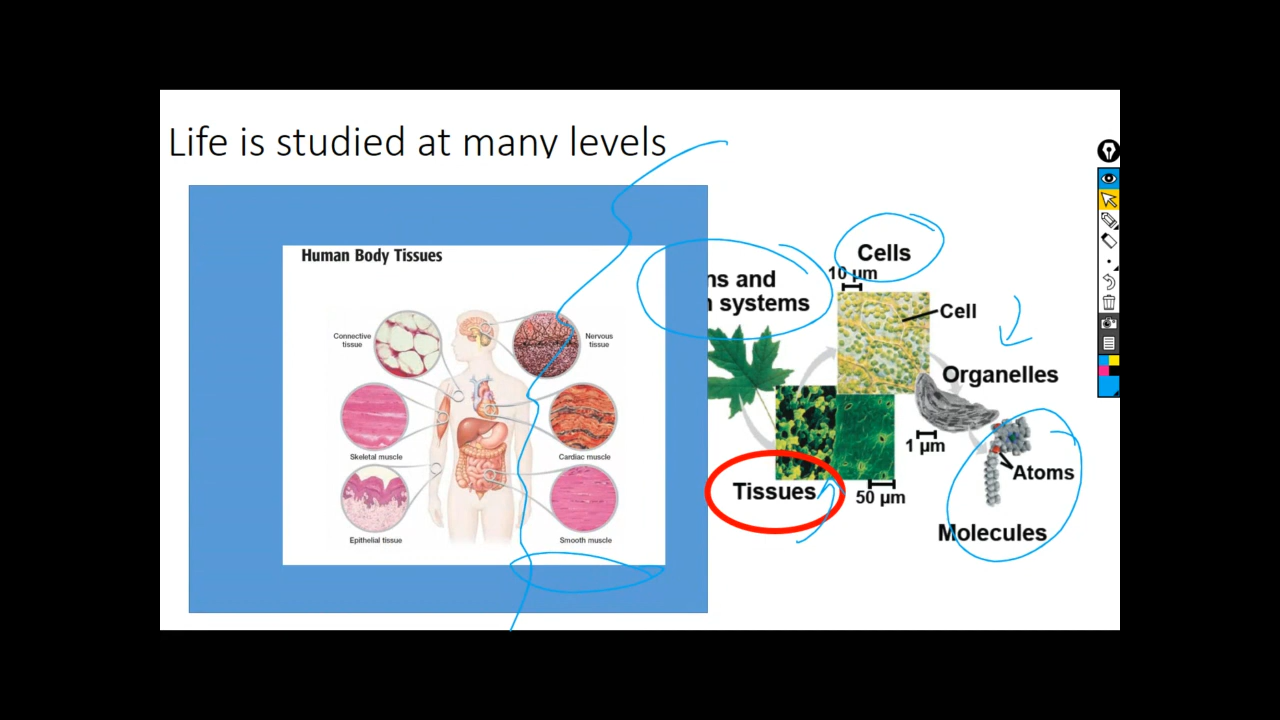 Life is studied at many levels
Human Body Tissues
Connective
tissue
Nervous
tissue
Skeletal muscle
Cardiac muscle
Epithelial tissue
Smooth muscle
ns and
systems
Cells
10 µm
Cell
Organelles
1 µm
Atoms
Tissues
50 µm
Molecules